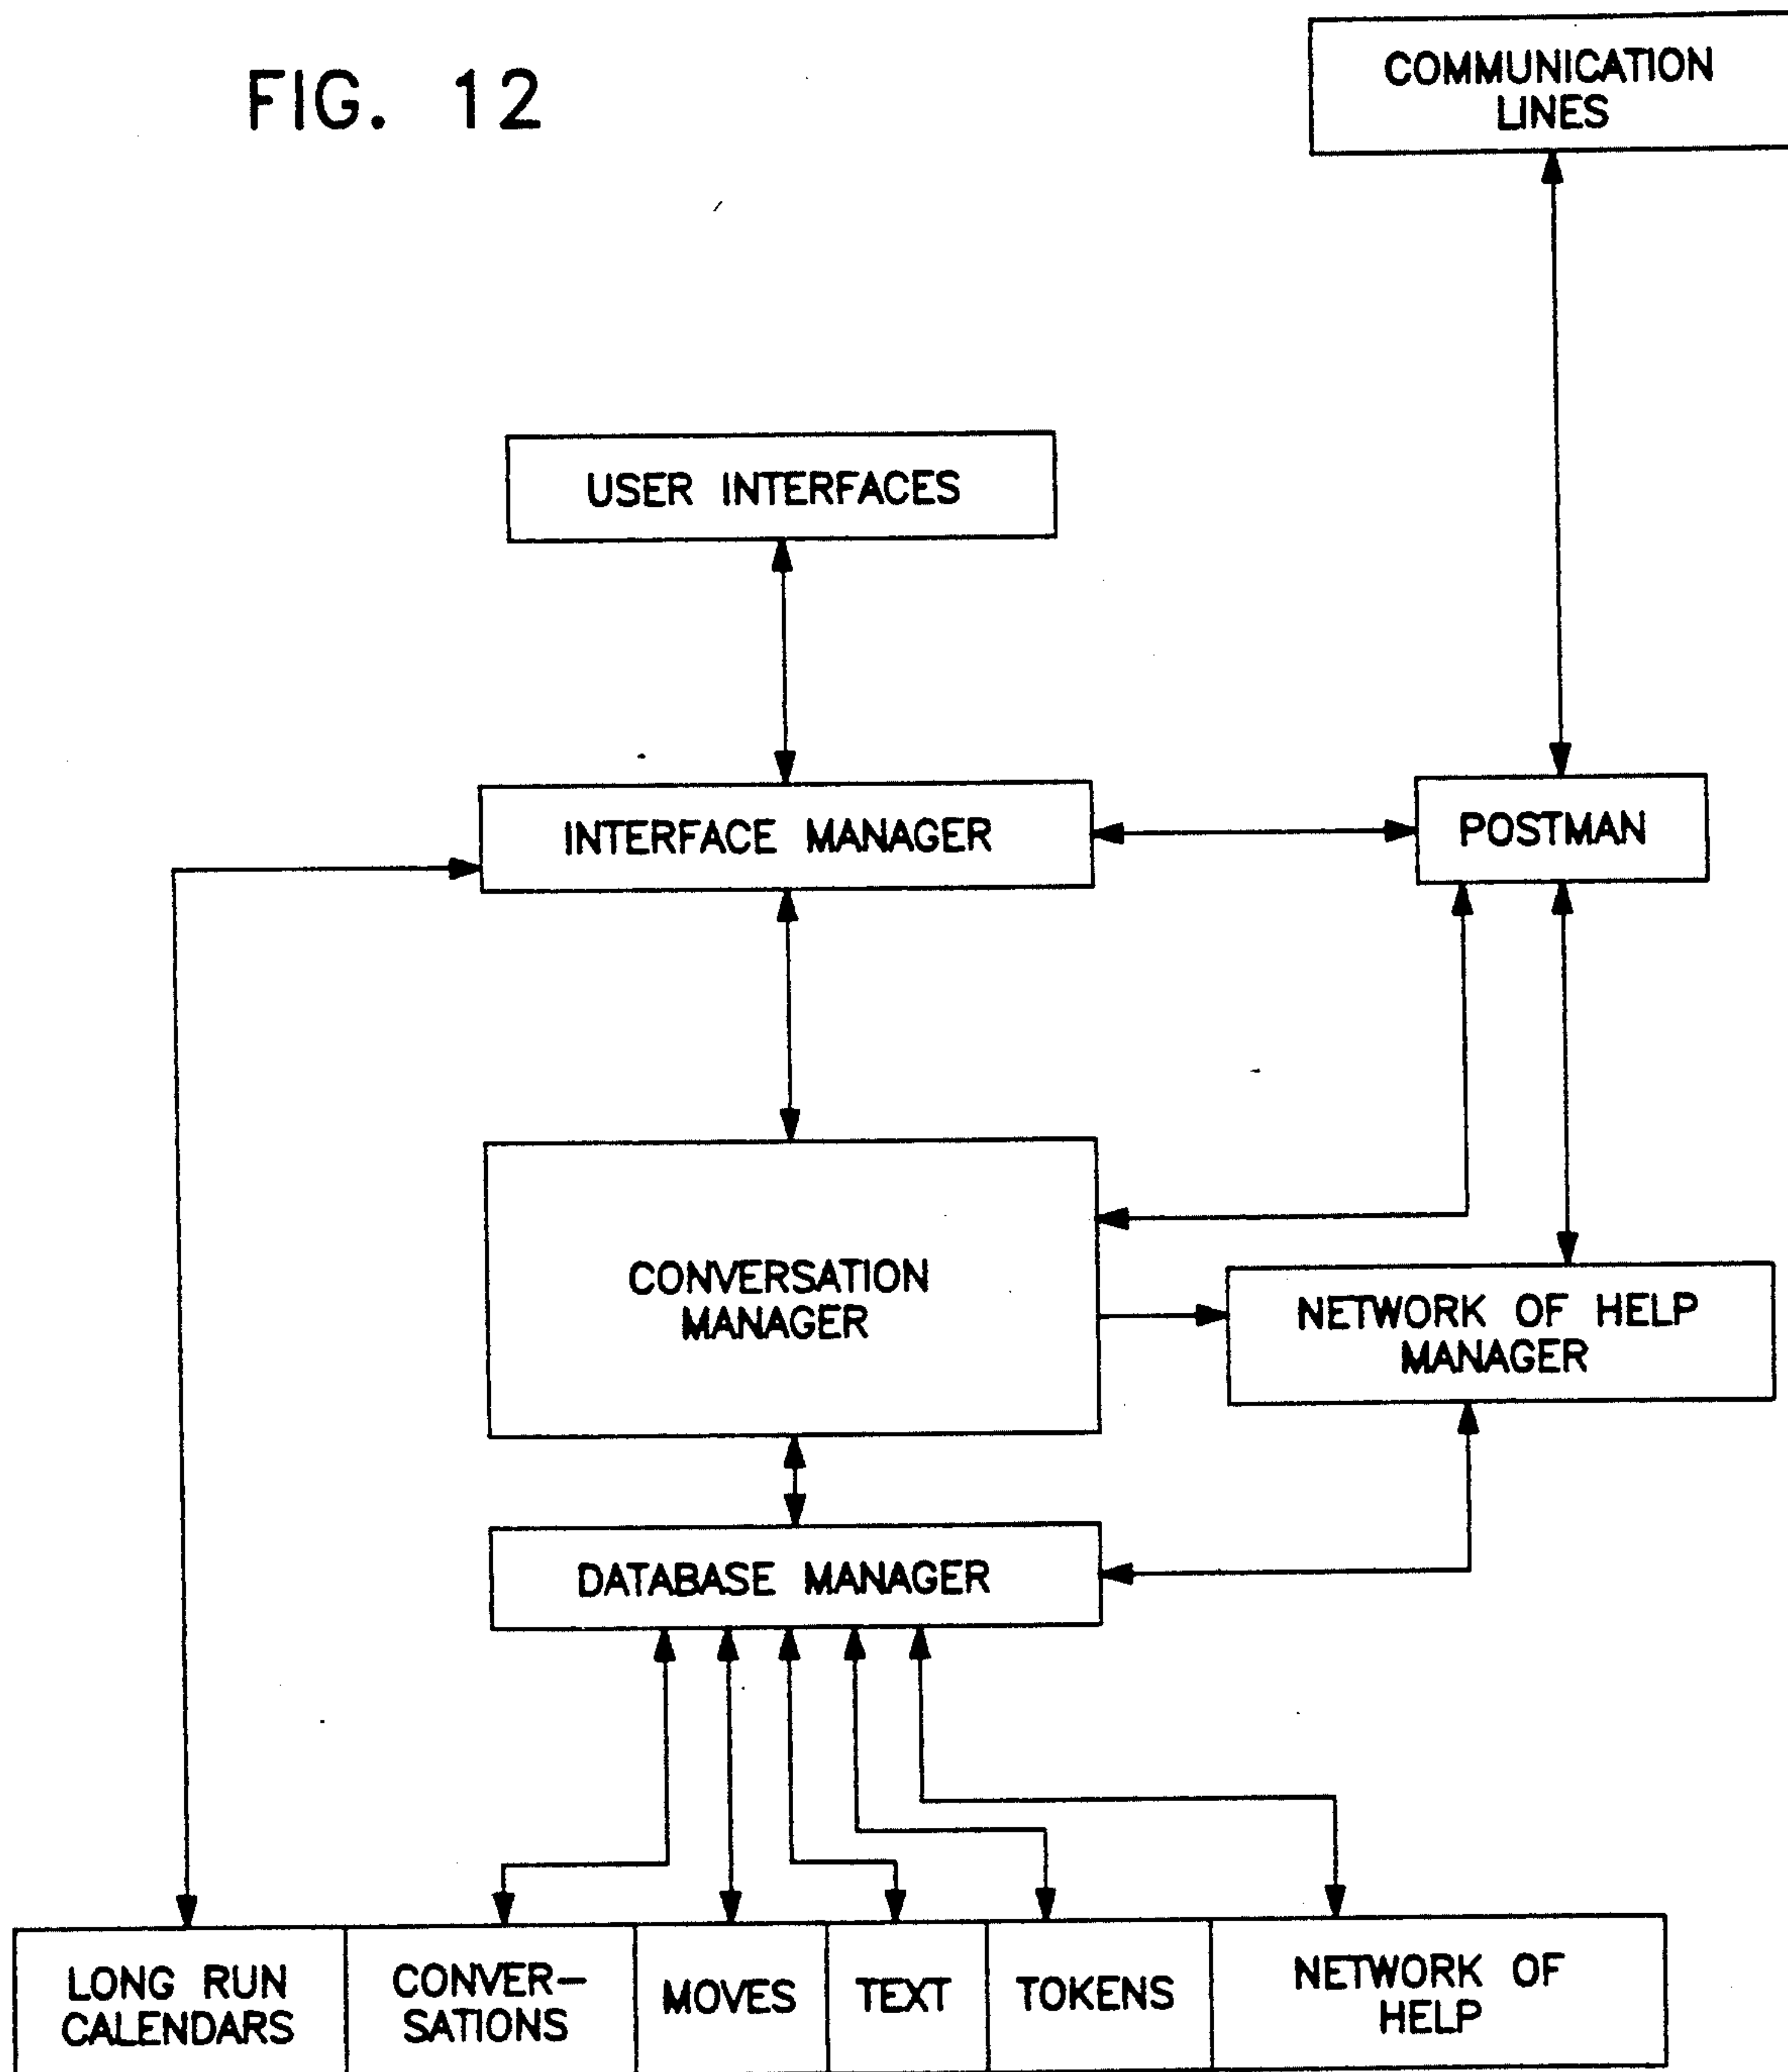 FIG. 12
COMMUNICATION
LINES
USER INTERFACES
INTERFACE MANAGER
POSTMAN
CONVERSATION
MANAGER
NETWORK OF HELP
MANAGER
DATABASE MANAGER
LONG RUN
CALENDARS
CONVER-
SATIONS
MOVES
TEXT
TOKENS
NETWORK OF
HELP